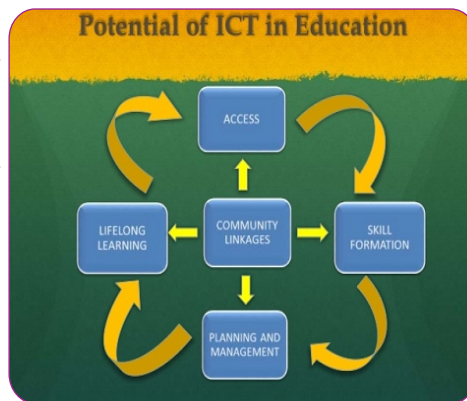 Potential of ICT in Education
ACCESS
LIFELONG
LEARNING
COMMUNITY
LINKAGES
SKILL
FORMATION
PLANNING AND
MANAGEMENT